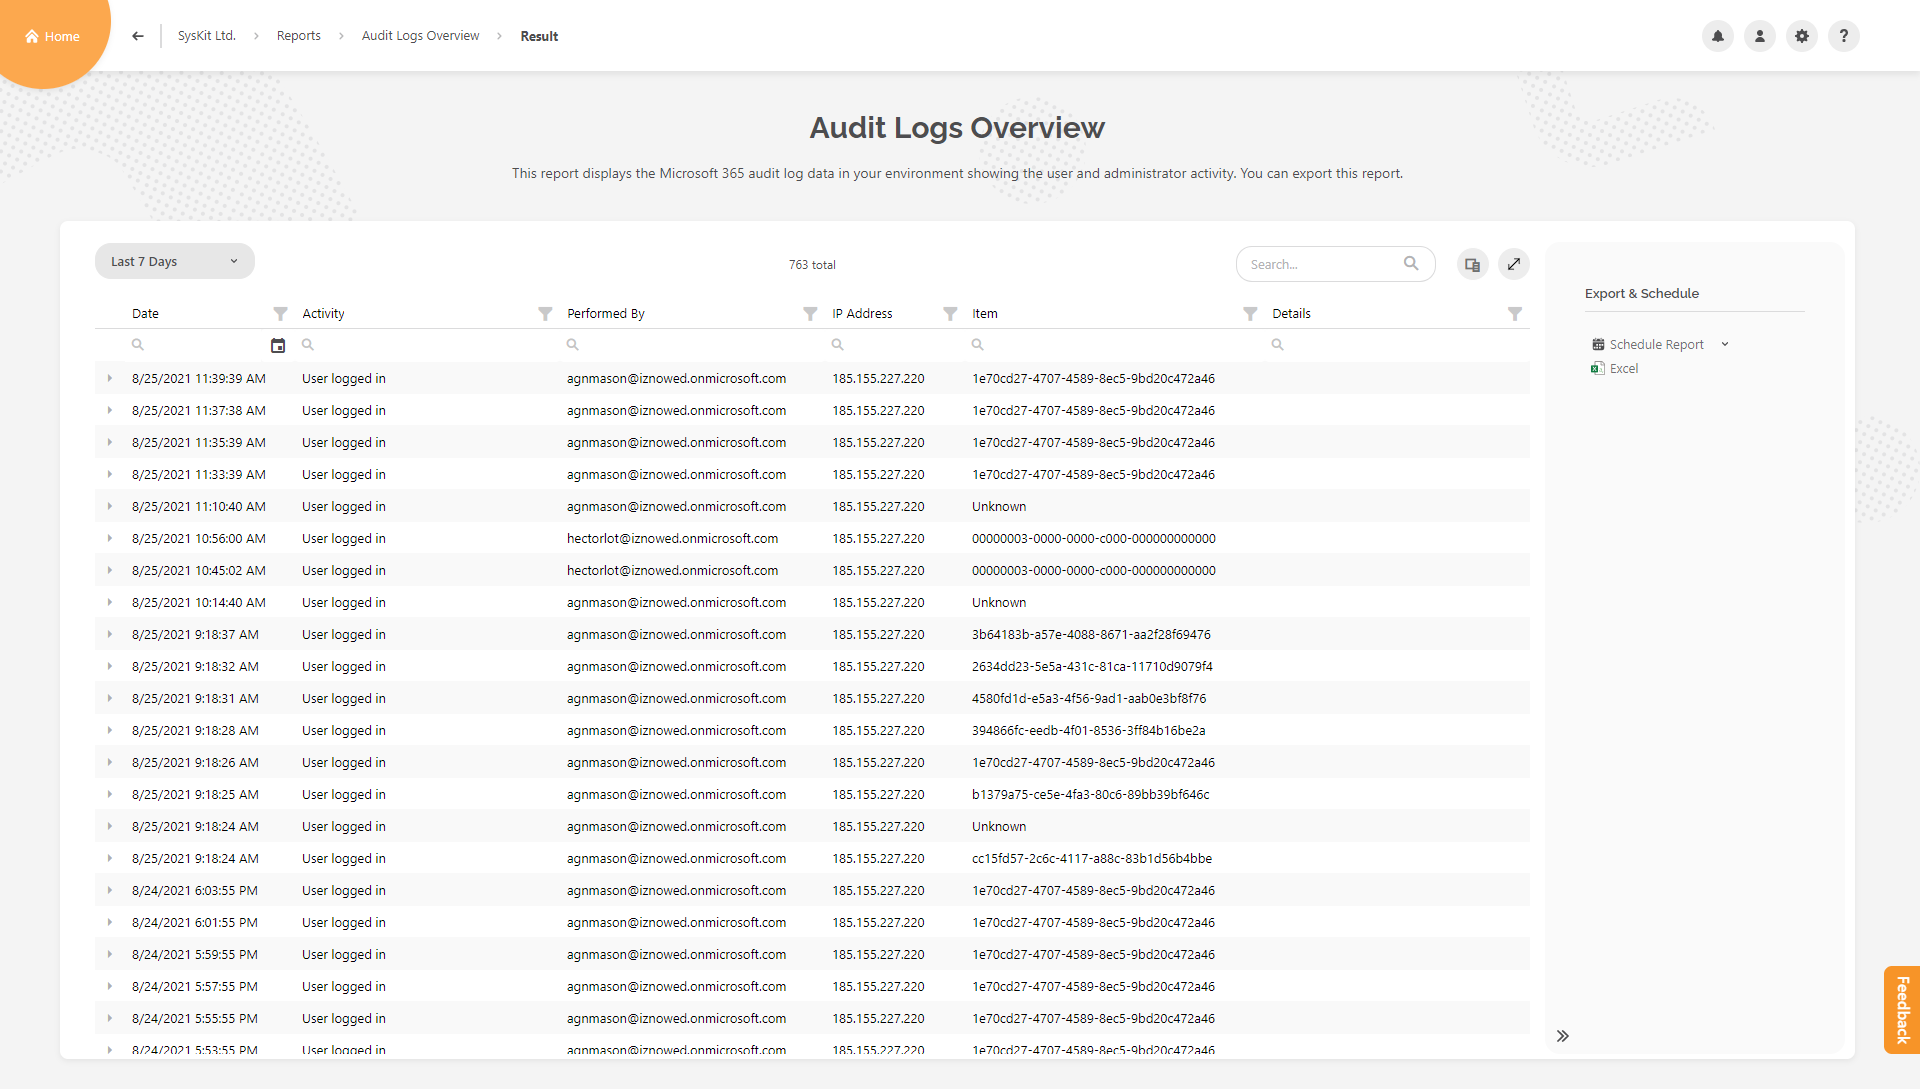 Home
SysKit Ltd. > Reports > Audit Logs Overview > Result
Audit Logs Overview
This report displays the Microsoft 365 audit log data in your environment showing the user and administrator activity. You can export this report.
Last 7 Days
763 total
Search...
Date Activity Performed By IP Address Item Details
8/25/2021 11:39:39 AM User logged in agnmason@iznowed.onmicrosoft.com 185.155.227.220 1e70cd27-4707-4589-8ec5-9bd20c472a46
8/25/2021 11:37:38 AM User logged in agnmason@iznowed.onmicrosoft.com 185.155.227.220 1e70cd27-4707-4589-8ec5-9bd20c472a46
8/25/2021 11:35:39 AM User logged in agnmason@iznowed.onmicrosoft.com 185.155.227.220 1e70cd27-4707-4589-8ec5-9bd20c472a46
8/25/2021 11:33:39 AM User logged in agnmason@iznowed.onmicrosoft.com 185.155.227.220 1e70cd27-4707-4589-8ec5-9bd20c472a46
8/25/2021 11:10:40 AM User logged in agnmason@iznowed.onmicrosoft.com 185.155.227.220 Unknown
8/25/2021 10:56:00 AM User logged in hectorlot@iznowed.onmicrosoft.com 185.155.227.220 00000003-0000-0000-c000-000000000000
8/25/2021 10:45:02 AM User logged in hectorlot@iznowed.onmicrosoft.com 185.155.227.220 00000003-0000-0000-c000-000000000000
8/25/2021 10:14:40 AM User logged in agnmason@iznowed.onmicrosoft.com 185.155.227.220 Unknown
8/25/2021 9:18:37 AM User logged in agnmason@iznowed.onmicrosoft.com 185.155.227.220 3b64183b-a57e-4088-8671-aa2f28f69476
8/25/2021 9:18:32 AM User logged in agnmason@iznowed.onmicrosoft.com 185.155.227.220 2634dd23-5e5a-431c-81ca-11710d9079f4
8/25/2021 9:18:31 AM User logged in agnmason@iznowed.onmicrosoft.com 185.155.227.220 4580fd1d-e5a3-4f56-9ad1-aab0e3bf8f76
8/25/2021 9:18:28 AM User logged in agnmason@iznowed.onmicrosoft.com 185.155.227.220 394866fc-eedb-4f01-8536-3ff84b16be2a
8/25/2021 9:18:26 AM User logged in agnmason@iznowed.onmicrosoft.com 185.155.227.220 1e70cd27-4707-4589-8ec5-9bd20c472a46
8/25/2021 9:18:25 AM User logged in agnmason@iznowed.onmicrosoft.com 185.155.227.220 b1379a75-ce5e-4fa3-80c6-89bb39bf646c
8/25/2021 9:18:24 AM User logged in agnmason@iznowed.onmicrosoft.com 185.155.227.220 Unknown
8/25/2021 9:18:24 AM User logged in agnmason@iznowed.onmicrosoft.com 185.155.227.220 cc15fd57-2c6c-4117-a88c-83b1d56b4bbe
8/24/2021 6:03:55 PM User logged in agnmason@iznowed.onmicrosoft.com 185.155.227.220 1e70cd27-4707-4589-8ec5-9bd20c472a46
8/24/2021 6:01:55 PM User logged in agnmason@iznowed.onmicrosoft.com 185.155.227.220 1e70cd27-4707-4589-8ec5-9bd20c472a46
8/24/2021 5:59:55 PM User logged in agnmason@iznowed.onmicrosoft.com 185.155.227.220 1e70cd27-4707-4589-8ec5-9bd20c472a46
8/24/2021 5:57:55 PM User logged in agnmason@iznowed.onmicrosoft.com 185.155.227.220 1e70cd27-4707-4589-8ec5-9bd20c472a46
8/24/2021 5:55:55 PM User logged in agnmason@iznowed.onmicrosoft.com 185.155.227.220 1e70cd27-4707-4589-8ec5-9bd20c472a46
8/24/2021 5:53:55 PM User logged in agnmason@iznowed.onmicrosoft.com 185.155.227.220 1e70cd27-4707-4589-8ec5-9bd20c472a46
Export & Schedule
Schedule Report
Excel
Feedback